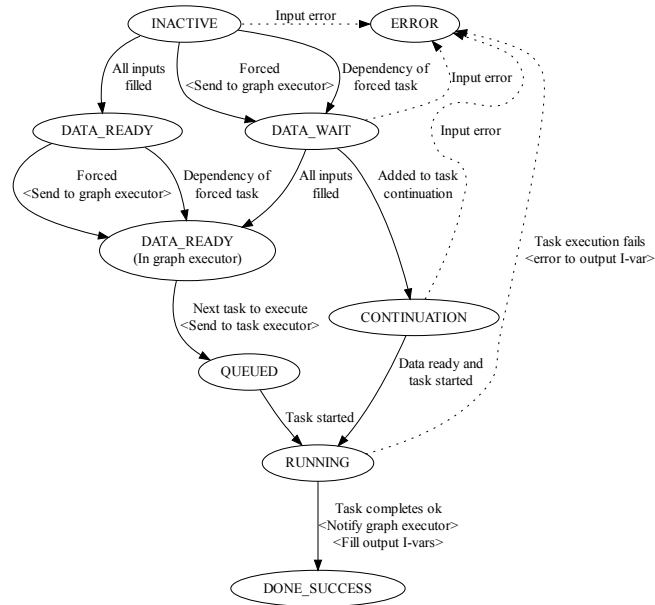 INACTIVE
Input error
ERROR
All inputs
filled
Forced
<Send to graph executor>
Dependency of
forced task
Input error
DATA_READY
DATA_WAIT
Input error
Forced
<Send to graph executor>
Dependency of
forced task
All inputs
filled
Added to task
continuation
DATA_READY
(In graph executor)
Task execution fails
<error to output I-var>
Next task to execute
<Send to task executor>
CONTINUATION
QUEUED
Data ready and
task started
Task started
RUNNING
Task completes ok
<Notify graph executor>
<Fill output I-vars>
DONE_SUCCESS